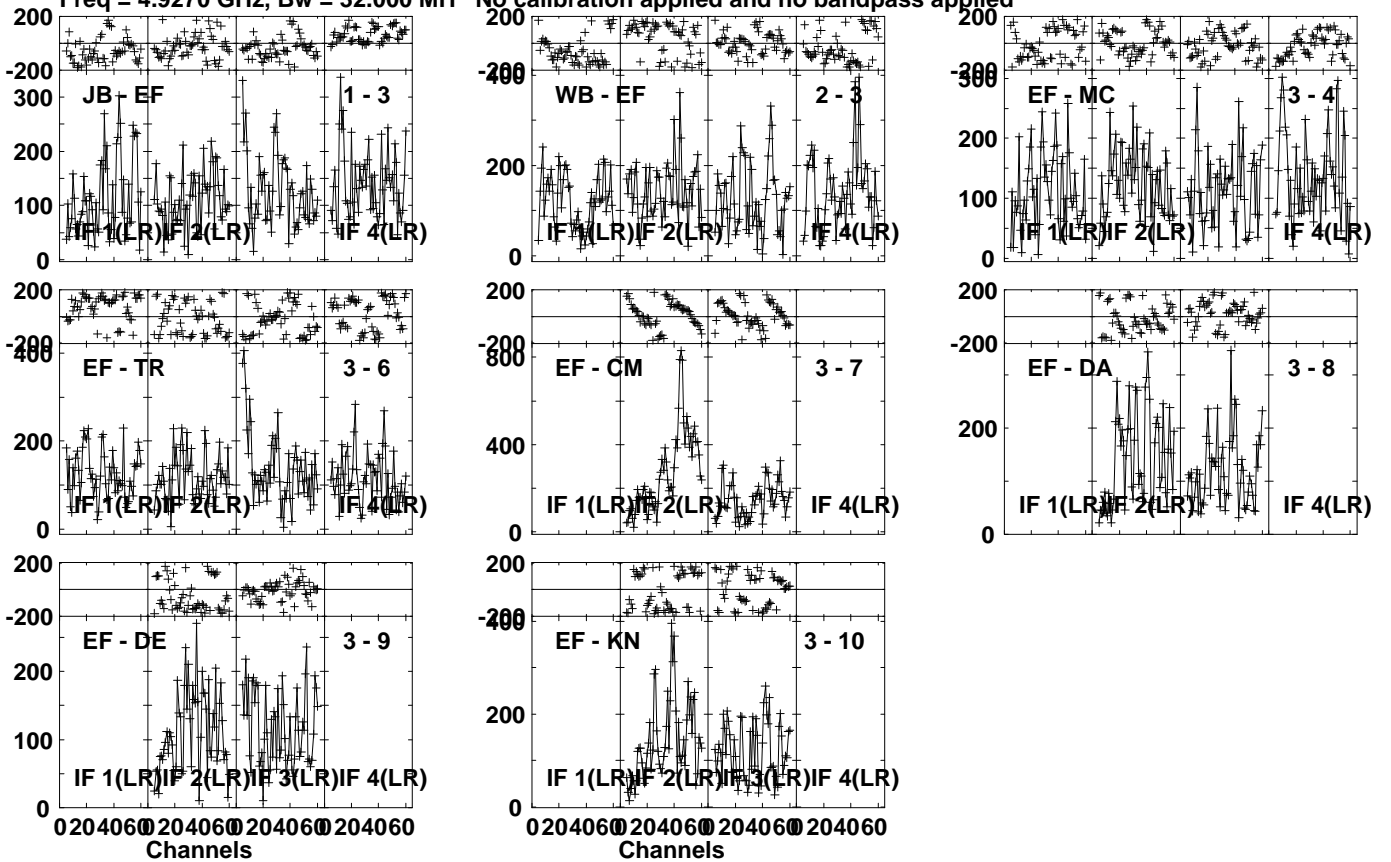 Freq = 4.9270 GHz, Bw = 32.000 MH No calibration applied and no bandpass applied
200
-200
JB - EF 1 - 3
300
200
100
0
IF 1(LR) IF 2(LR) IF 4(LR)
200
-200
400
WB - EF 2 - 3
200
0
IF 1(LR) IF 2(LR) IF 4(LR)
200
-200
300
EF - MC 3 - 4
200
100
0
IF 1(LR) IF 2(LR) IF 4(LR)
200
-200
400
EF - TR 3 - 6
200
0
IF 1(LR) IF 2(LR) IF 4(LR)
200
-200
800
EF - CM 3 - 7
400
0
IF 1(LR) IF 2(LR) IF 4(LR)
200
-200
EF - DA 3 - 8
200
0
IF 1(LR) IF 2(LR) IF 4(LR)
200
-200
EF - DE 3 - 9
200
100
0
IF 1(LR) IF 2(LR) IF 3(LR) IF 4(LR)
0 20 40 60 0 20 40 60 0 20 40 60 0 20 40 60
Channels
200
-200
400
EF - KN 3 - 10
200
0
IF 1(LR) IF 2(LR) IF 3(LR) IF 4(LR)
0 20 40 60 0 20 40 60 0 20 40 60 0 20 40 60
Channels